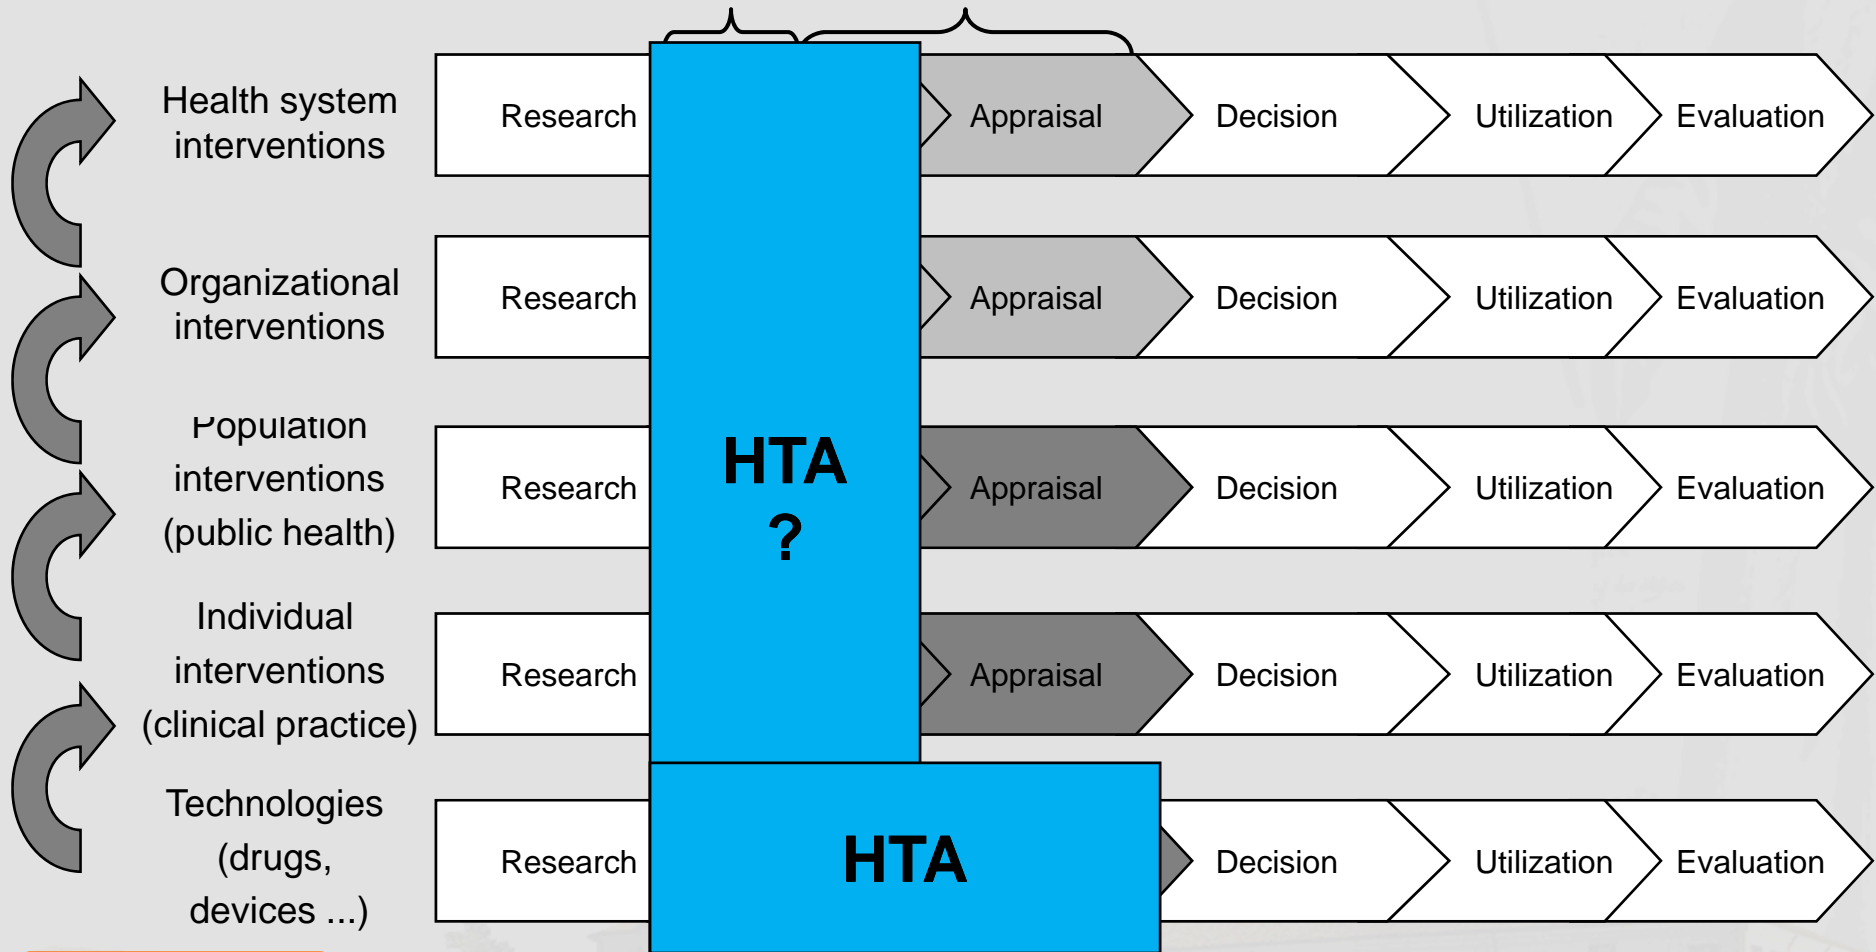 Health system
interventions
Research
Appraisal
Decision
Utilization
Evaluation
Organizational
interventions
Research
Appraisal
Decision
Utilization
Evaluation
Population
interventions
(public health)
Research
Appraisal
Decision
Utilization
Evaluation
HTA
?
Individual
interventions
(clinical practice)
Research
Appraisal
Decision
Utilization
Evaluation
Technologies
(drugs,
devices ...)
Research
HTA
Decision
Utilization
Evaluation